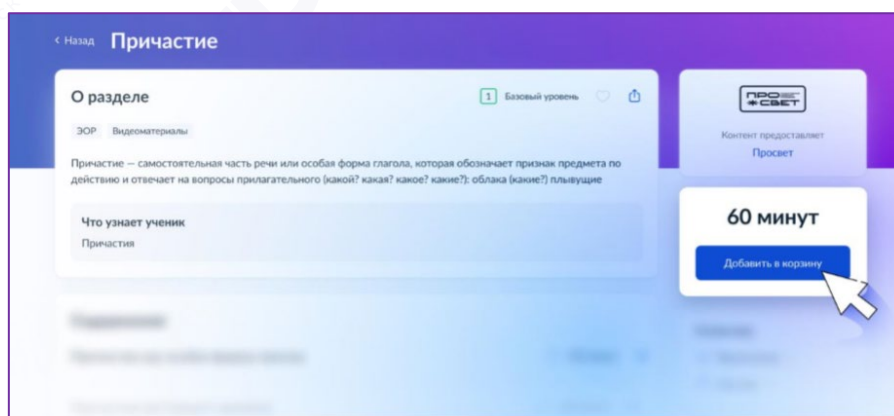 < Назад Причастие
О разделе
1 Базовый уровень
ЭОР Видеоматериалы
Причастие — самостоятельная часть речи или особая форма глагола, которая обозначает признак предмета по
действию и отвечает на вопросы прилагательного (какой? какая? какое? какие?): облака (какие?) плывущие
Что узнает ученик
Причастия
ПРО
СВЕТ
Контент предоставляет
Просвет
60 минут
Добавить в корзину